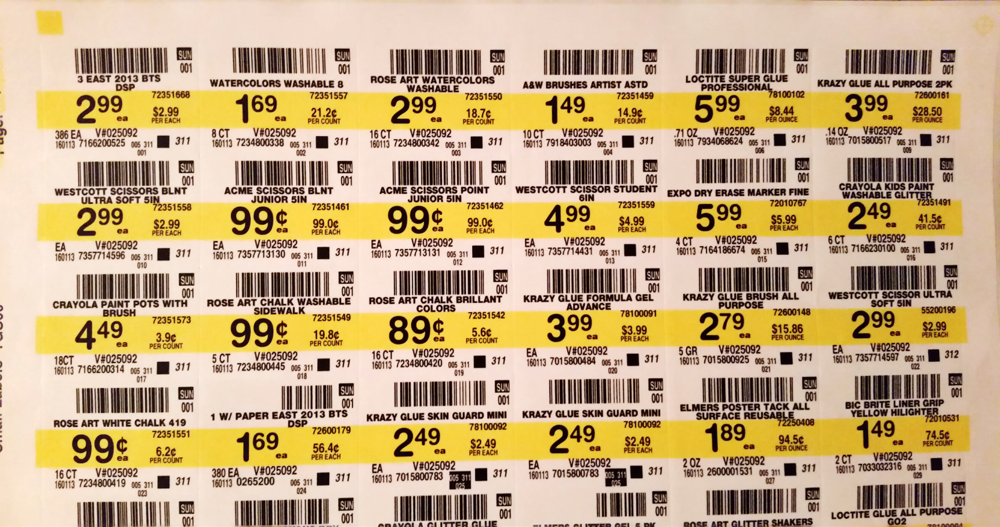 SUN
001
3 EAST 2013 BTS
DSP
72351668
2.99 ea
$2.99
PER EACH
386 EA V#025092
160113 7166200525 005 311 311
001
SUN
001
WATERCOLORS WASHABLE 8
72351557
1.69 ea
21.2¢
PER COUNT
8 CT V#025092
160113 7234800338 005 311 311
002
SUN
001
ROSE ART WATERCOLORS
WASHABLE
72351550
2.99 ea
18.7¢
PER COUNT
16 CT V#025092
160113 7234800342 005 311 311
003
SUN
001
A&W BRUSHES ARTIST ASTD
72351459
1.49 ea
14.9¢
PER COUNT
10 CT V#025092
160113 7918403003 005 311 311
004
SUN
001
LOCTITE SUPER GLUE
PROFESSIONAL
78100102
5.99 ea
$8.44
PER OUNCE
.71 OZ V#025092
160113 7934068624 005 311 311
006
SUN
001
KRAZY GLUE ALL PURPOSE 2PK
72600161
3.99 ea
$28.50
PER OUNCE
.14 OZ V#025092
160113 7015800517 005 311 311
009
SUN
001
WESTCOTT SCISSORS BLNT
ULTRA SOFT 5IN
72351558
2.99 ea
$2.99
PER EACH
EA V#025092
160113 7357714596 005 311 311
010
SUN
001
ACME SCISSORS BLNT
JUNIOR 5IN
72351461
99¢ ea
99.0¢
PER EACH
EA V#025092
160113 7357713130 005 311 311
011
SUN
001
ACME SCISSORS POINT
JUNIOR 5IN
72351462
99¢ ea
99.0¢
PER EACH
EA V#025092
160113 7357713131 005 311 311
012
SUN
001
WESTCOTT SCISSOR STUDENT
6IN
72351559
4.99 ea
$4.99
PER EACH
EA V#025092
160113 7357714431 005 311 311
013
SUN
001
EXPO DRY ERASE MARKER FINE
72010767
5.99 ea
$5.99
PER EACH
4 CT V#025092
160113 7164186674 005 311 311
015
SUN
001
CRAYOLA KIDS PAINT
WASHABLE GLITTER
72351491
2.49 ea
41.5¢
PER COUNT
6 CT V#025092
160113 7166230100 005 311 311
016
SUN
001
CRAYOLA PAINT POTS WITH
BRUSH
72351573
4.49 ea
3.9¢
PER COUNT
18CT V#025092
160113 7166200314 005 311 311
017
SUN
001
ROSE ART CHALK WASHABLE
SIDEWALK
72351549
99¢ ea
19.8¢
PER COUNT
5 CT V#025092
160113 7234800445 005 311 311
018
SUN
001
ROSE ART CHALK BRILLANT
COLORS
72351542
89¢ ea
5.6¢
PER COUNT
16 CT V#025092
160113 7234800420 005 311 311
019
SUN
001
KRAZY GLUE FORMULA GEL
ADVANCE
78100091
3.99 ea
$3.99
PER EACH
EA V#025092
160113 7015800484 005 311 311
020
SUN
001
KRAZY GLUE BRUSH ALL
PURPOSE
72600148
2.79 ea
$15.86
PER OUNCE
5 GR V#025092
160113 7015800925 005 311 311
021
SUN
001
WESTCOTT SCISSOR ULTRA
SOFT 5IN
55200196
2.99 ea
$2.99
PER EACH
EA V#025092
160113 7357714597 005 311 312
022
SUN
001
ROSE ART WHITE CHALK 419
72351551
99¢ ea
6.2¢
PER COUNT
16 CT V#025092
160113 7234800419 005 311 311
023
SUN
001
1 W/ PAPER EAST 2013 BTS
DSP
72600179
1.69 ea
56.4¢
PER EACH
380 EA V#025092
160113 0265200 005 311 311
024
SUN
001
KRAZY GLUE SKIN GUARD MINI
78100092
2.49 ea
$2.49
PER EACH
EA V#025092
160113 7015800783 005 311 311
025
SUN
001
KRAZY GLUE SKIN GUARD MINI
78100092
2.49 ea
$2.49
PER EACH
EA V#025092
160113 7015800783 005 311 311
025
SUN
001
ELMERS POSTER TACK ALL
SURFACE REUSABLE
72250408
1.89 ea
94.5¢
PER OUNCE
2 OZ V#025092
160113 2600001531 005 311 311
027
SUN
001
BIC BRITE LINER GRIP
YELLOW HILIGHTER
72010531
1.49 ea
74.5¢
PER COUNT
2 CT V#025092
160113 7033032316 005 311 311
029
SUN
001
SUN
001
SUN
001
CRAYOLA GLITTER GLUE
SUN
001
ELMERS GLITTER GEL 5 PK
SUN
001
ROSE ART GLITTER SHAKERS
SUN
001
LOCTITE GLUE ALL PURPOSE
GO2